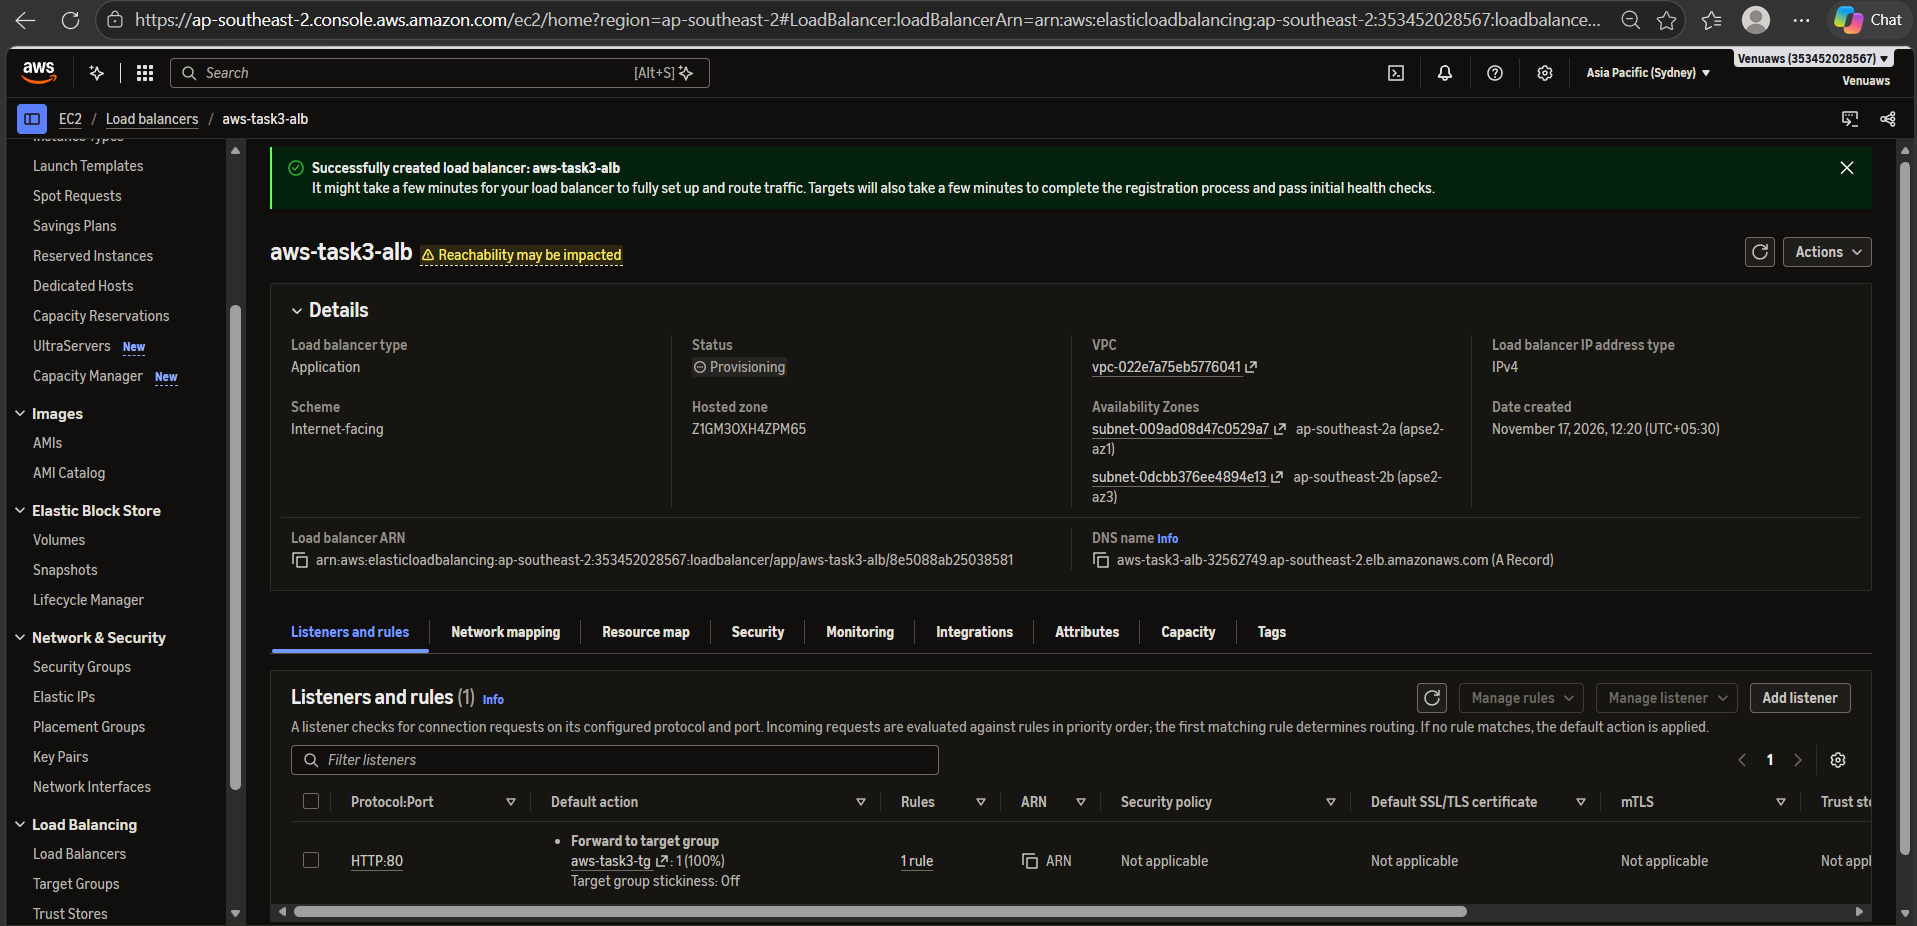 https://ap-southeast-2.console.aws.amazon.com/ec2/home?region=ap-southeast-2#LoadBalancer:loadBalancerArn=arn:aws:elasticloadbalancing:ap-southeast-2:353452028567:loadbalance...
Chat
aws
Search
[Alt+S]
Asia Pacific (Sydney)
Venuaws (353452028567)
Venuaws
EC2 / Load balancers / aws-task3-alb
Instance Types
Launch Templates
Spot Requests
Savings Plans
Reserved Instances
Dedicated Hosts
Capacity Reservations
UltraServers New
Capacity Manager New
Images
AMIs
AMI Catalog
Elastic Block Store
Volumes
Snapshots
Lifecycle Manager
Network & Security
Security Groups
Elastic IPs
Placement Groups
Key Pairs
Network Interfaces
Load Balancing
Load Balancers
Target Groups
Trust Stores
Successfully created load balancer: aws-task3-alb
It might take a few minutes for your load balancer to fully set up and route traffic. Targets will also take a few minutes to complete the registration process and pass initial health checks.
aws-task3-alb
Reachability may be impacted
Actions
Details
Load balancer type
Application
Scheme
Internet-facing
Status
Provisioning
Hosted zone
Z1GM3OXH4ZPM65
VPC
vpc-022e7a75eb5776041
Availability Zones
subnet-009ad08d47c0529a7 ap-southeast-2a (apse2-
az1)
subnet-0dcbb376ee4894e13 ap-southeast-2b (apse2-
az3)
Load balancer IP address type
IPv4
Date created
November 17, 2026, 12:20 (UTC+05:30)
Load balancer ARN
arn:aws:elasticloadbalancing:ap-southeast-2:353452028567:loadbalancer/app/aws-task3-alb/8e5088ab25038581
DNS name Info
aws-task3-alb-32562749.ap-southeast-2.elb.amazonaws.com (A Record)
Listeners and rules
Network mapping
Resource map
Security
Monitoring
Integrations
Attributes
Capacity
Tags
Listeners and rules (1) Info
Manage rules
Manage listener
Add listener
A listener checks for connection requests on its configured protocol and port. Incoming requests are evaluated against rules in priority order; the first matching rule determines routing. If no rule matches, the default action is applied.
Filter listeners
1
Protocol:Port
Default action
Rules
ARN
Security policy
Default SSL/TLS certificate
mTLS
Trust sto
HTTP:80
• Forward to target group
aws-task3-tg : 1 (100%)
Target group stickiness: Off
1 rule
ARN
Not applicable
Not applicable
Not applicable
Not appl